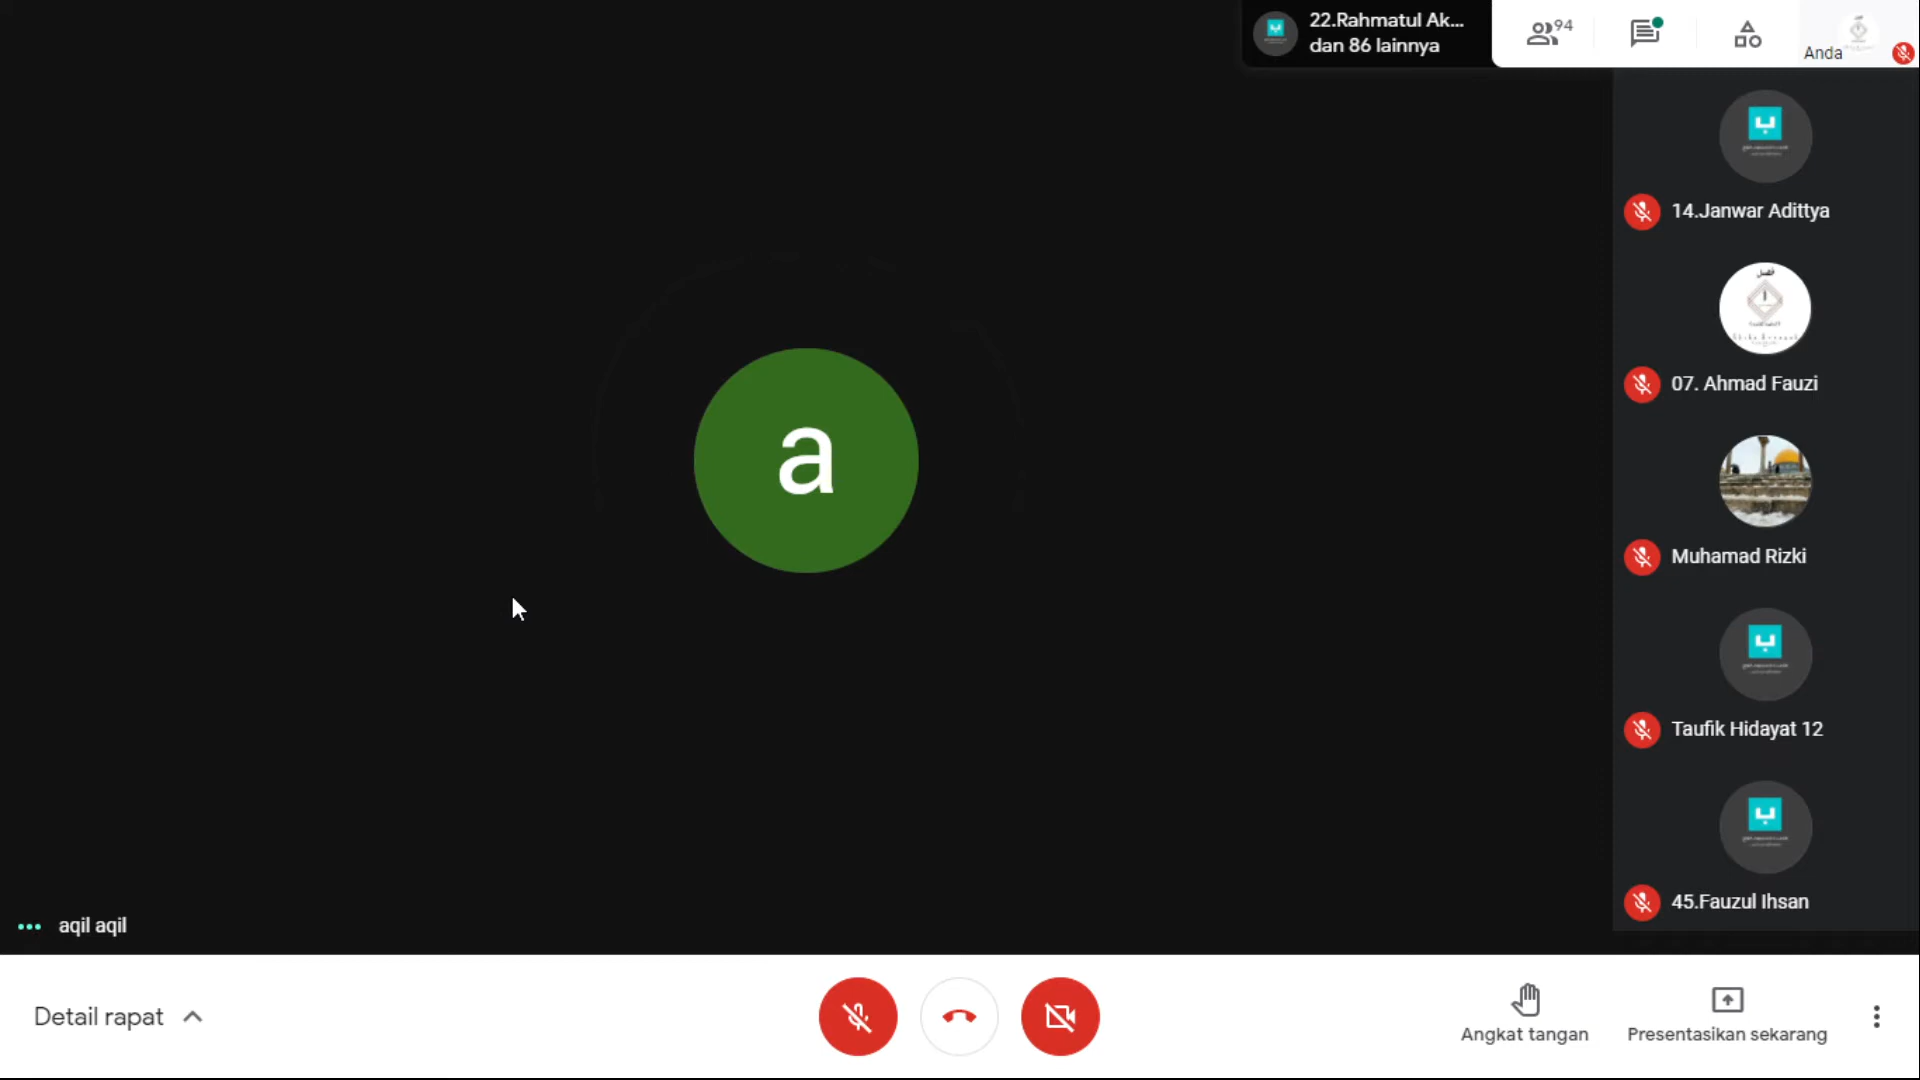 22.Rahmatul Ak...
dan 86 lainnya
94
Anda
14.Janwar Adittya
فصل
07. Ahmad Fauzi
Muhamad Rizki
Taufik Hidayat 12
45.Fauzul Ihsan
a
aqil aqil
Detail rapat
Angkat tangan
Presentasikan sekarang